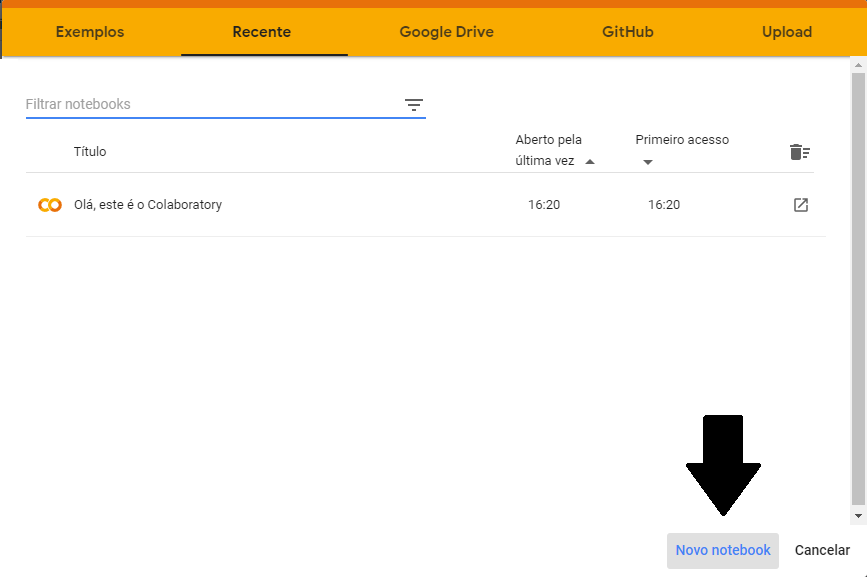 Exemplos Recente Google Drive GitHub Upload
Filtrar notebooks
Título Aberto pela última vez Primeiro acesso
Olá, este é o Colaboratory 16:20 16:20
Novo notebook Cancelar